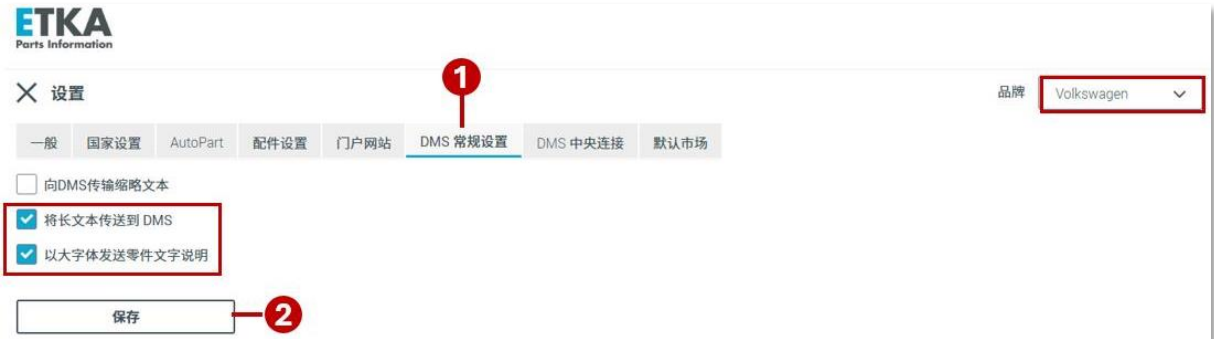 ETKA
Parts Information
1
设置
品牌 Volkswagen
一般 国家设置 AutoPart 配件设置 门户网站 DMS 常规设置 DMS 中央连接 默认市场
向DMS传输缩略文本
将长文本传送到 DMS
以大字体发送零件文字说明
保存 2